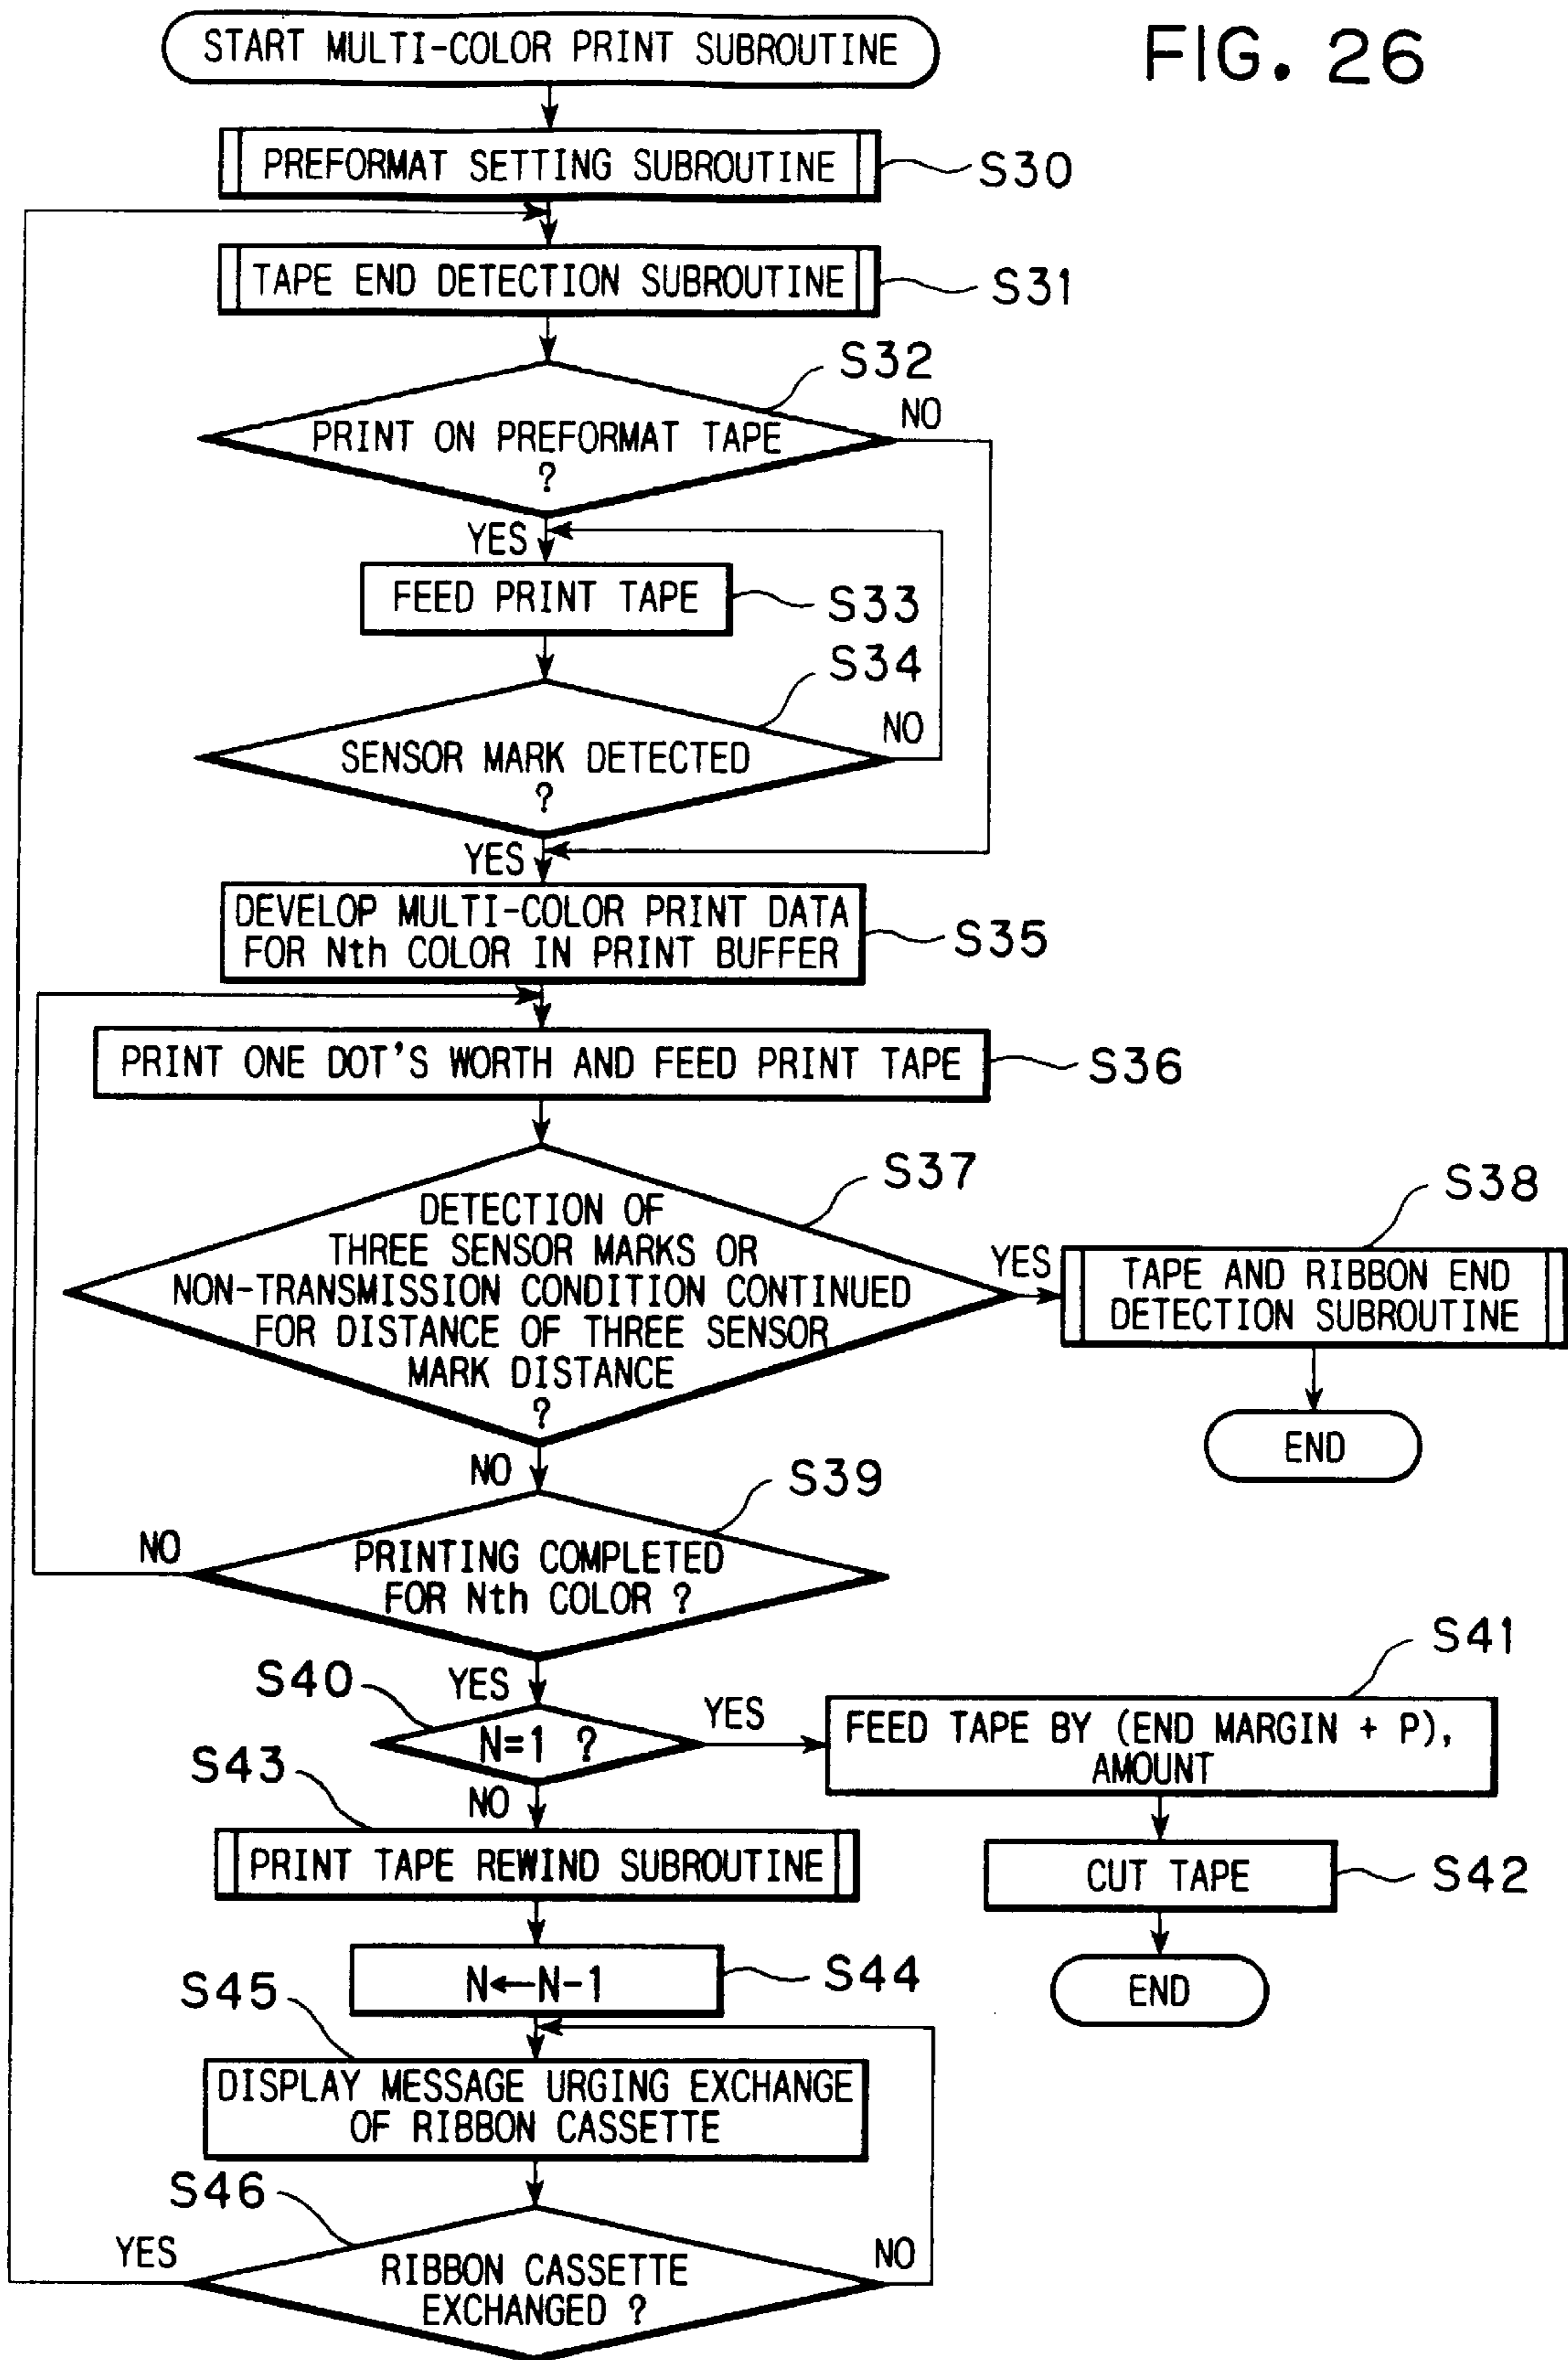 FIG. 26
START MULTI-COLOR PRINT SUBROUTINE
PREFORMAT SETTING SUBROUTINE
S30
TAPE END DETECTION SUBROUTINE
S31
S32
PRINT ON PREFORMAT TAPE
?
NO
YES
FEED PRINT TAPE
S33
S34
SENSOR MARK DETECTED
?
NO
YES
DEVELOP MULTI-COLOR PRINT DATA
FOR Nth COLOR IN PRINT BUFFER
S35
PRINT ONE DOT'S WORTH AND FEED PRINT TAPE
S36
S37
DETECTION OF
THREE SENSOR MARKS OR
NON-TRANSMISSION CONDITION CONTINUED
FOR DISTANCE OF THREE SENSOR
MARK DISTANCE
?
YES
S38
TAPE AND RIBBON END
DETECTION SUBROUTINE
END
NO
S39
PRINTING COMPLETED
FOR Nth COLOR ?
NO
YES
S40
N=1 ?
YES
S41
FEED TAPE BY (END MARGIN + P),
AMOUNT
CUT TAPE
S42
END
NO
S43
PRINT TAPE REWIND SUBROUTINE
N←N-1
S44
S45
DISPLAY MESSAGE URGING EXCHANGE
OF RIBBON CASSETTE
S46
RIBBON CASSETTE
EXCHANGED ?
YES
NO